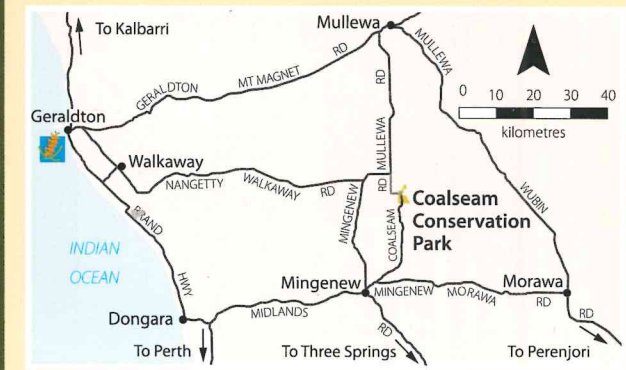 To Kalbarri
Mullewa
MULLEWA
RD
GERALDTON MT MAGNET RD
0 10 20 30 40
kilometres
Geraldton
Walkaway
NANGETTY WALKAWAY RD
MULLEWA
RD
MINGENEW
COALSEAM
Coalseam
Conservation
Park
WUBIN
BRAND
HWY
INDIAN
OCEAN
Mingenew
MINGENEW MORAWA RD
Morawa
RD
Dongara
MIDLANDS
RD
To Perth
To Three Springs
To Perenjori